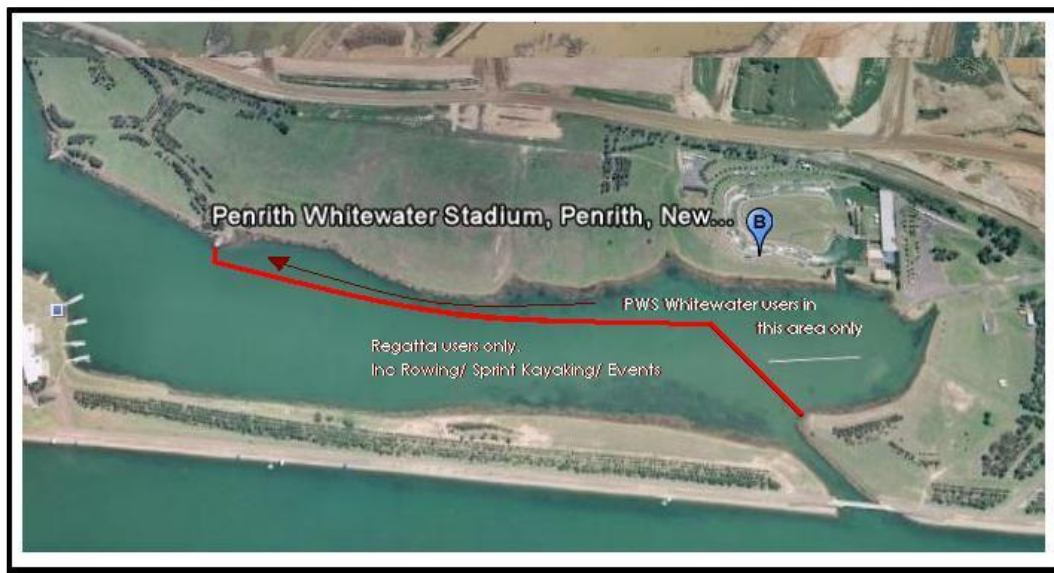 Penrith Whitewater Stadium, Penrith, New...
B
PWS Whitewater users in
this area only
Regatta users only.
Inc Rowing/ Sprint Kayaking/ Events